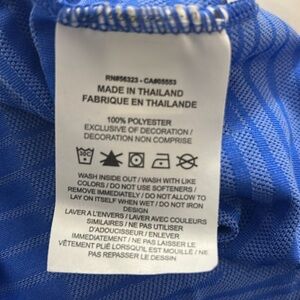 RN#56323 - CA#05553
MADE IN THAILAND
FABRIQUE EN THAILANDE
100% POLYESTER
EXCLUSIVE OF DECORATION /
DECORATION NON COMPRISE
WASH INSIDE OUT / WASH WITH LIKE
COLORS / DO NOT USE SOFTENERS /
REMOVE IMMEDIATELY / DO NOT ALLOW TO
LAY ON ITSELF WHEN WET / DO NOT IRON
DESIGN
LAVER A L'ENVERS / LAVER AVEC COULEURS
SIMILAIRES / NE PAS UTILISER
D'ADOUCISSEUR / ENLEVER
IMMÉDIATEMENT / NE PAS LAISSER LE
VÊTEMENT PLIÉ LORSQU'IL EST MOUILLÉ / NE
PAS REPASSER LE DESSIN